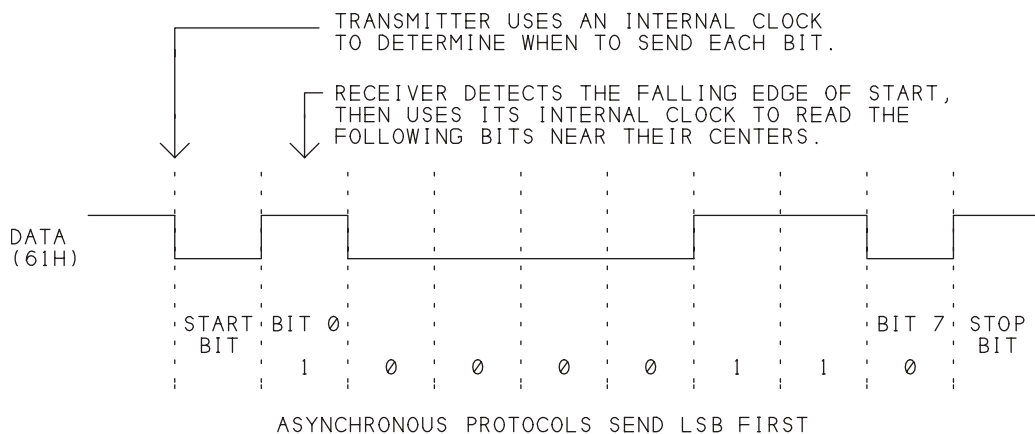 TRANSMITTER USES AN INTERNAL CLOCK
TO DETERMINE WHEN TO SEND EACH BIT.
RECEIVER DETECTS THE FALLING EDGE OF START,
THEN USES ITS INTERNAL CLOCK TO READ THE
FOLLOWING BITS NEAR THEIR CENTERS.
DATA
(61H)
START
BIT
BIT 0
BIT 7
STOP
BIT
1 0 0 0 0 1 1 0
ASYNCHRONOUS PROTOCOLS SEND LSB FIRST